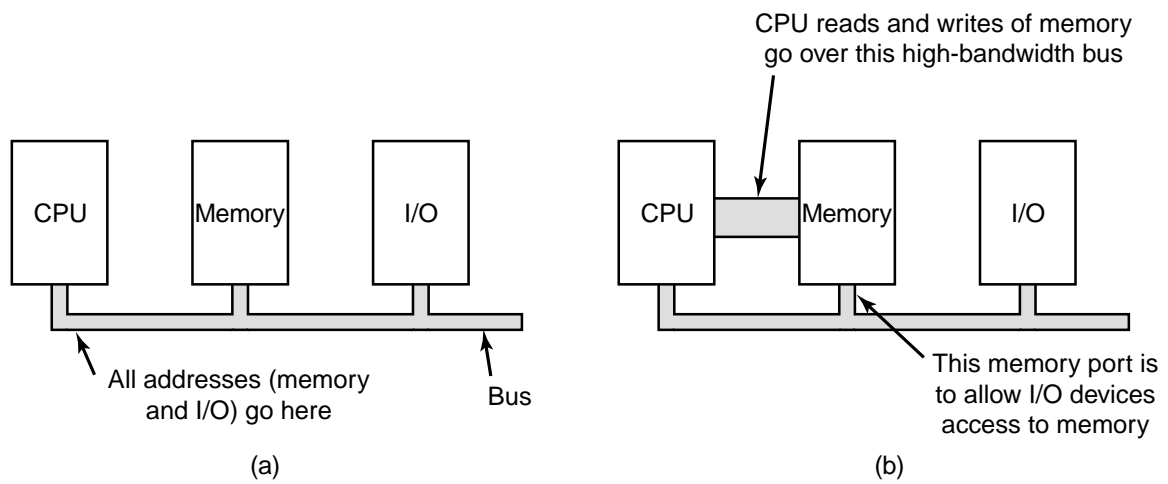 CPU reads and writes of memory
go over this high-bandwidth bus
CPU
Memory
I/O
All addresses (memory
and I/O) go here
Bus
(a)
CPU
Memory
I/O
This memory port is
to allow I/O devices
access to memory
(b)